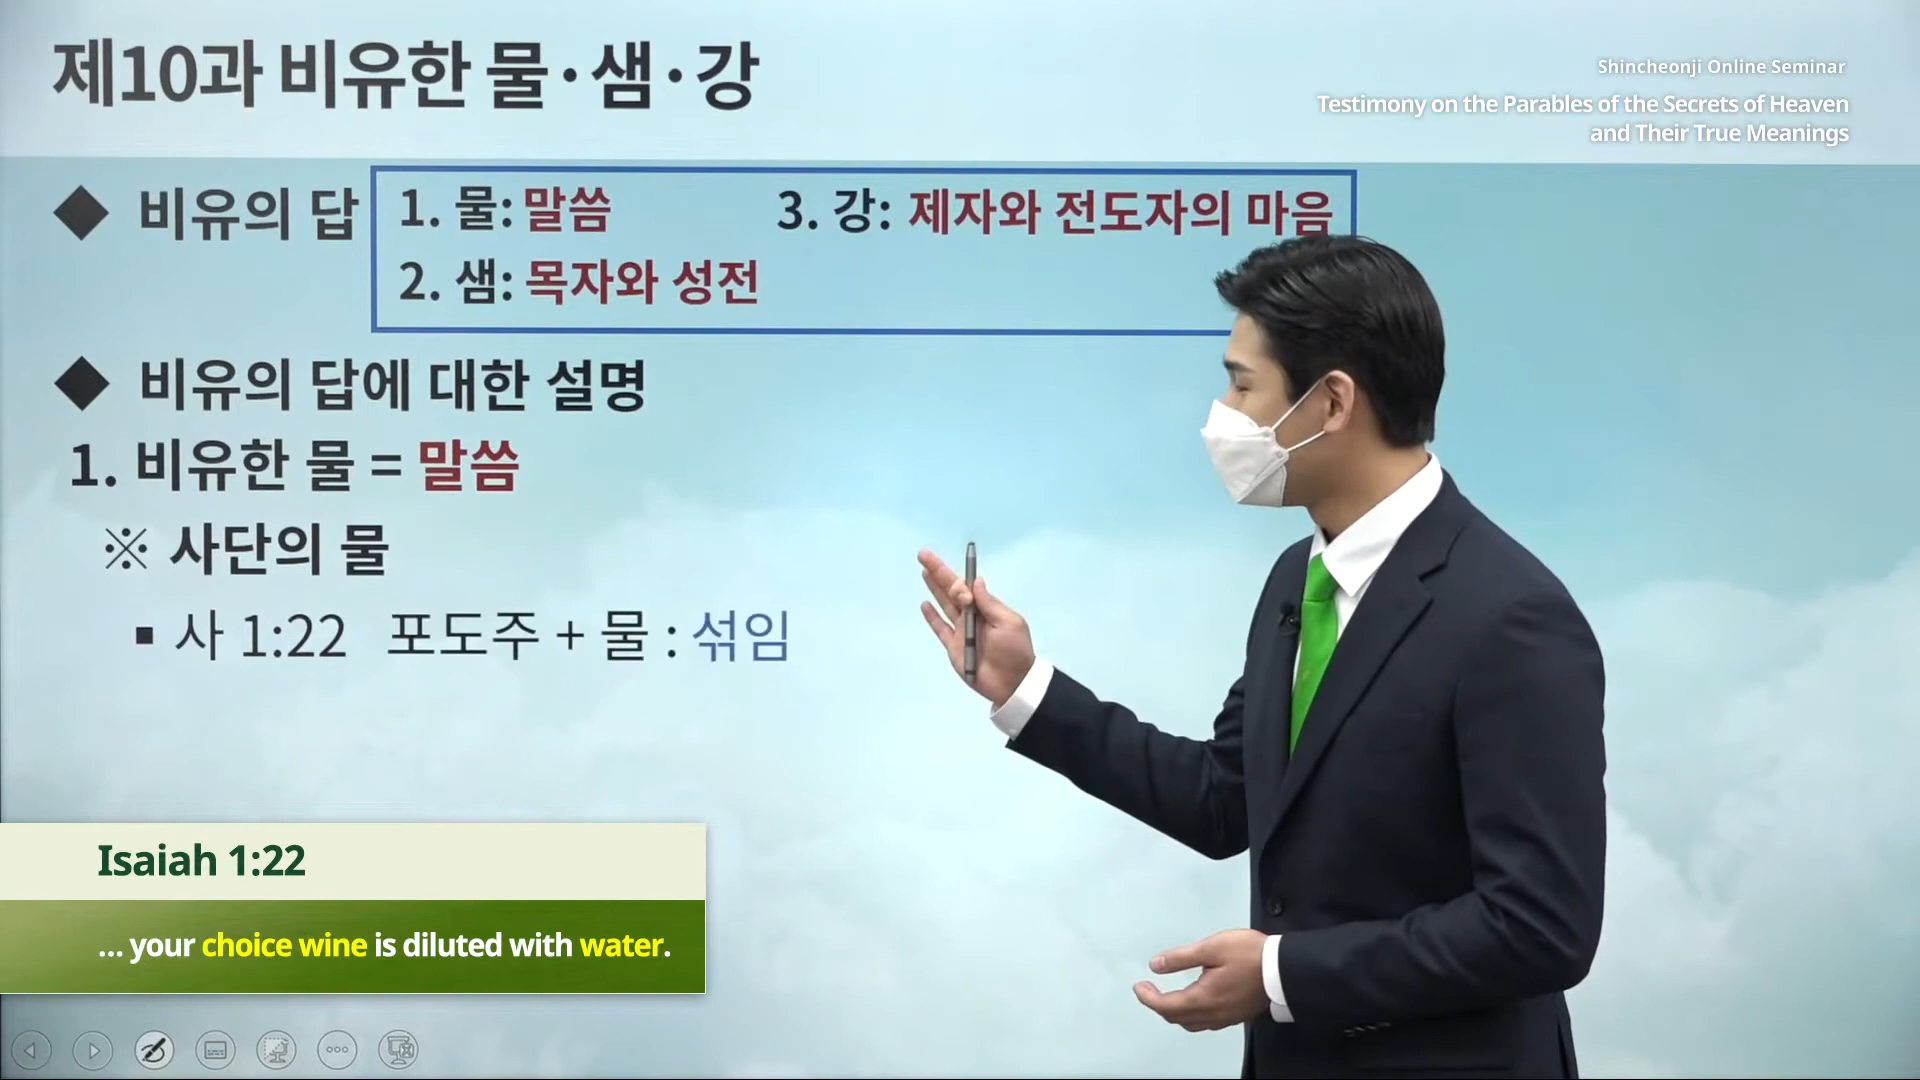 제10과 비유한 물·샘·강
Shincheonji Online Seminar
Testimony on the Parables of the Secrets of Heaven
and Their True Meanings
◆ 비유의 답
1. 물: 말씀
3. 강: 제자와 전도자의 마음
2. 샘: 목자와 성전
◆ 비유의 답에 대한 설명
1. 비유한 물 = 말씀
※ 사단의 물
▪ 사 1:22 포도주 + 물 : 섞임
Isaiah 1:22
... your choice wine is diluted with water.